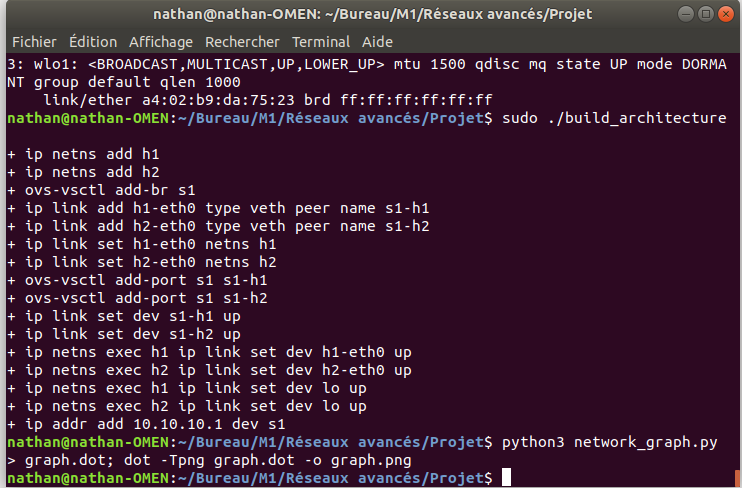 nathan@nathan-OMEN: ~/Bureau/M1/Réseaux avancés/Projet
Fichier Édition Affichage Rechercher Terminal Aide
3: wlo1: <BROADCAST,MULTICAST,UP,LOWER_UP> mtu 1500 qdisc mq state UP mode DORMA
NT group default qlen 1000
    link/ether a4:02:b9:da:75:23 brd ff:ff:ff:ff:ff:ff
nathan@nathan-OMEN:~/Bureau/M1/Réseaux avancés/Projet$ sudo ./build_architecture
+ ip netns add h1
+ ip netns add h2
+ ovs-vsctl add-br s1
+ ip link add h1-eth0 type veth peer name s1-h1
+ ip link add h2-eth0 type veth peer name s1-h2
+ ip link set h1-eth0 netns h1
+ ip link set h2-eth0 netns h2
+ ovs-vsctl add-port s1 s1-h1
+ ovs-vsctl add-port s1 s1-h2
+ ip link set dev s1-h1 up
+ ip link set dev s1-h2 up
+ ip netns exec h1 ip link set dev h1-eth0 up
+ ip netns exec h2 ip link set dev h2-eth0 up
+ ip netns exec h1 ip link set dev lo up
+ ip netns exec h2 ip link set dev lo up
+ ip addr add 10.10.10.1 dev s1
nathan@nathan-OMEN:~/Bureau/M1/Réseaux avancés/Projet$ python3 network_graph.py
> graph.dot; dot -Tpng graph.dot -o graph.png
nathan@nathan-OMEN:~/Bureau/M1/Réseaux avancés/Projet$